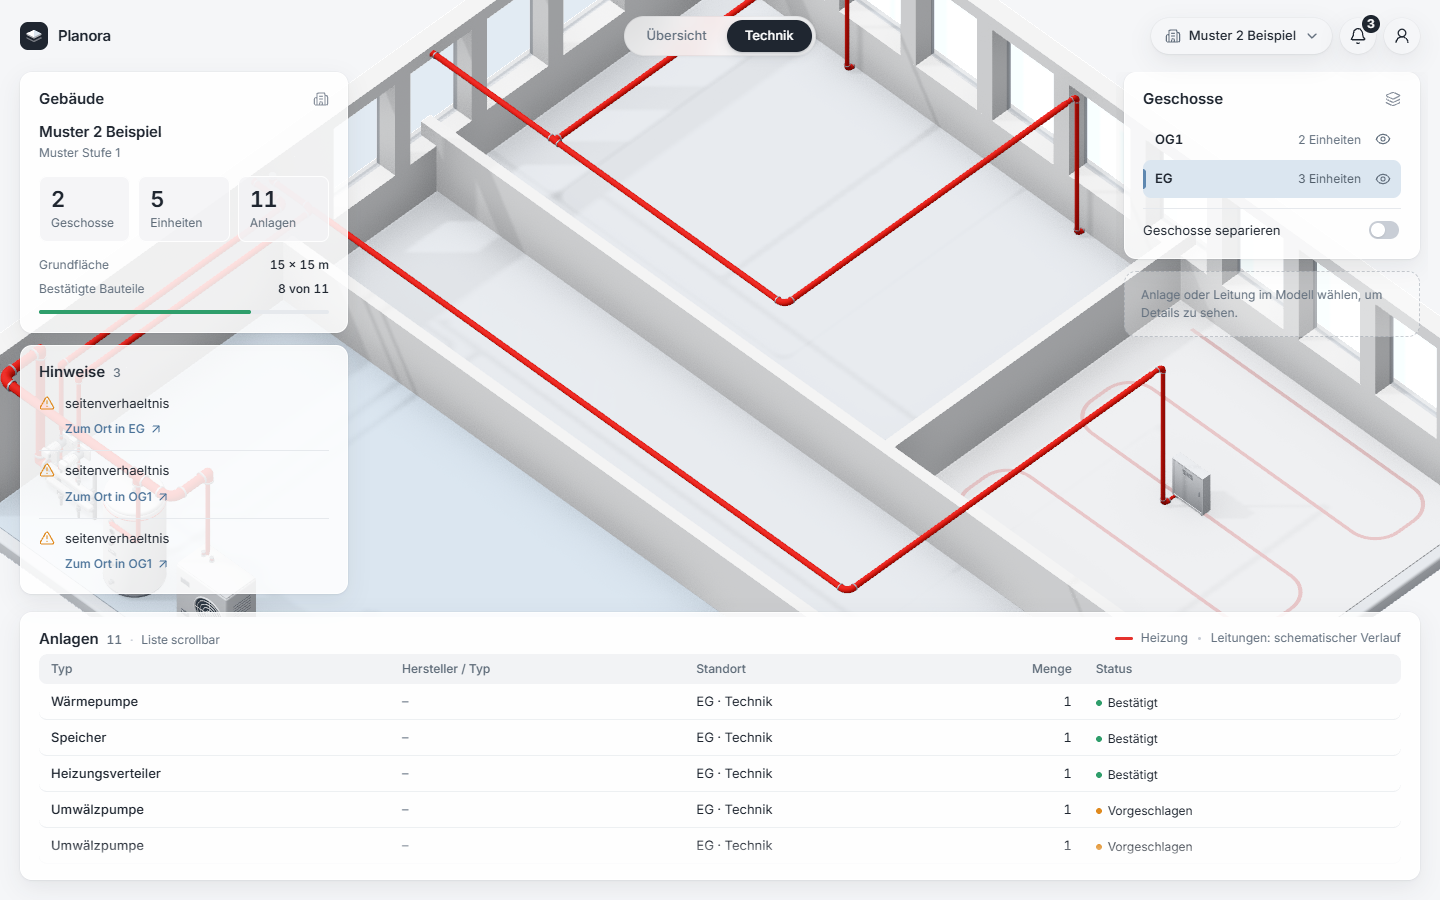 Planora
Übersicht
Technik
Muster 2 Beispiel
3
Gebäude
Muster 2 Beispiel
Muster Stufe 1
2
Geschosse
5
Einheiten
11
Anlagen
Grundfläche 15 × 15 m
Bestätigte Bauteile 8 von 11
Hinweise 3
seitenverhaeltnis
Zum Ort in EG
seitenverhaeltnis
Zum Ort in OG1
seitenverhaeltnis
Zum Ort in OG1
Geschosse
OG1 2 Einheiten
EG 3 Einheiten
Geschosse separieren
Anlage oder Leitung im Modell wählen, um
Details zu sehen.
Anlagen 11 · Liste scrollbar
Heizung • Leitungen: schematischer Verlauf
Typ Hersteller / Typ Standort Menge Status
Wärmepumpe – EG · Technik 1 Bestätigt
Speicher – EG · Technik 1 Bestätigt
Heizungsverteiler – EG · Technik 1 Bestätigt
Umwälzpumpe – EG · Technik 1 Vorgeschlagen
Umwälzpumpe – EG · Technik 1 Vorgeschlagen